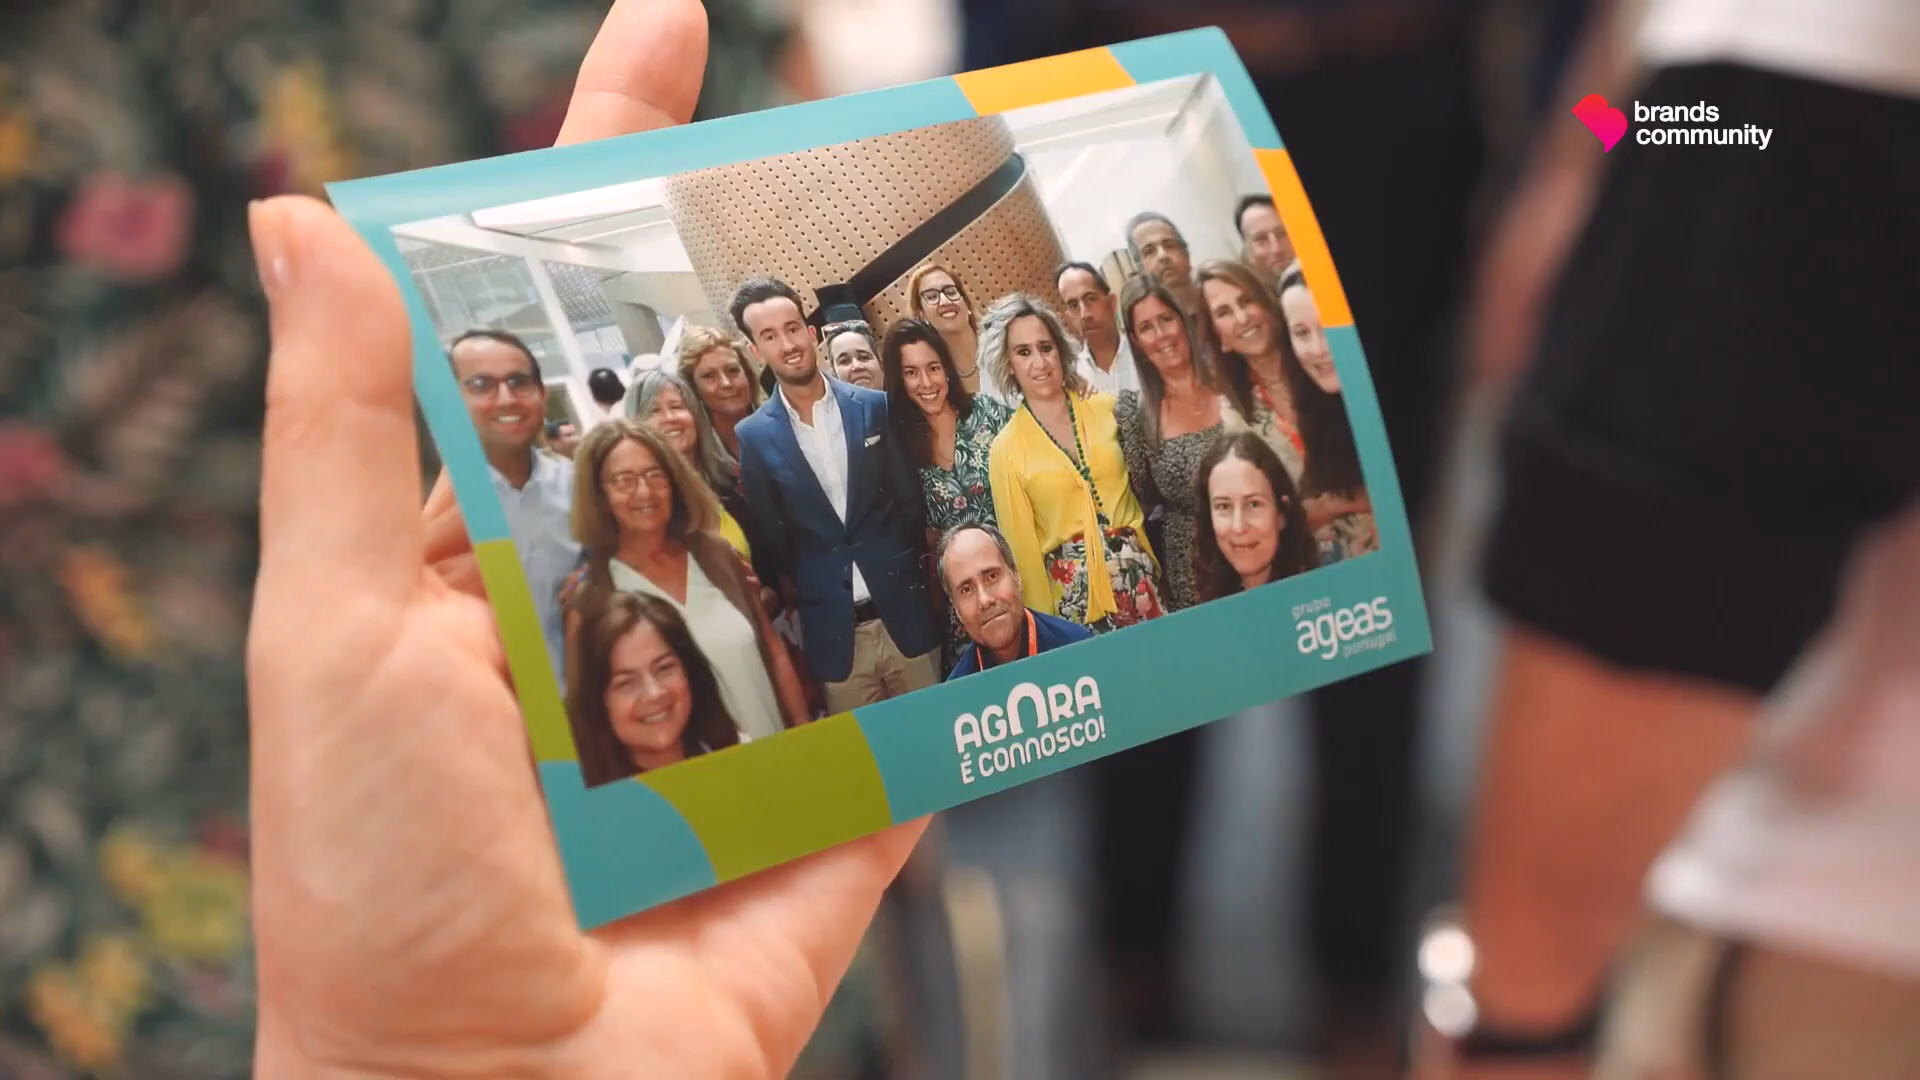 brands
community
grupo
ageas
portugal
AGORA
É CONNOSCO!